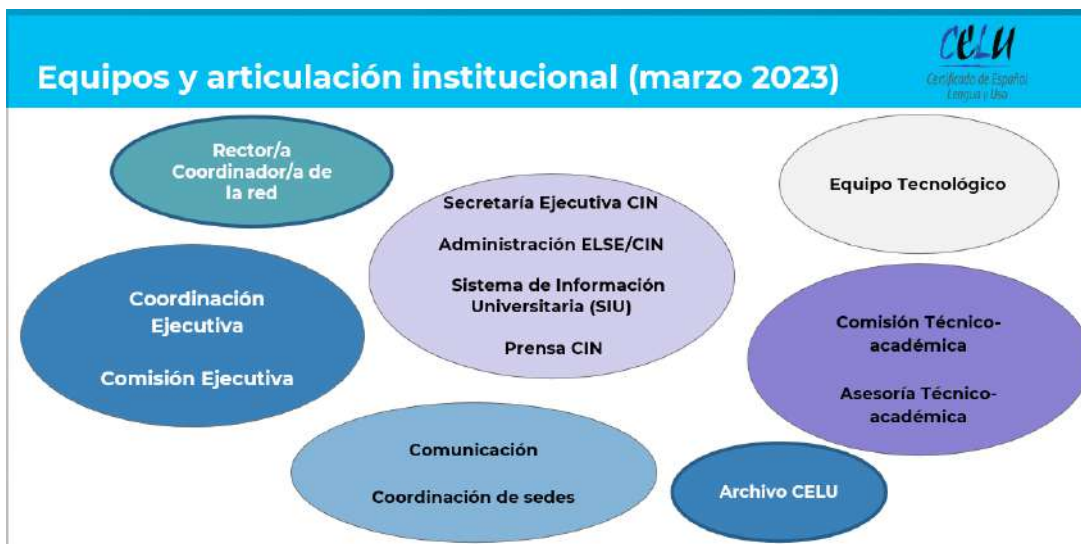 CELU
Certificado de Español
Lengua y Uso
Equipos y articulación institucional (marzo 2023)
Rector/a
Coordinador/a de
la red
Secretaría Ejecutiva CIN
Administración ELSE/CIN
Sistema de Información
Universitaria (SIU)
Prensa CIN
Equipo Tecnológico
Coordinación
Ejecutiva
Comisión Ejecutiva
Comisión Técnico-
académica
Asesoría Técnico-
académica
Comunicación
Coordinación de sedes
Archivo CELU